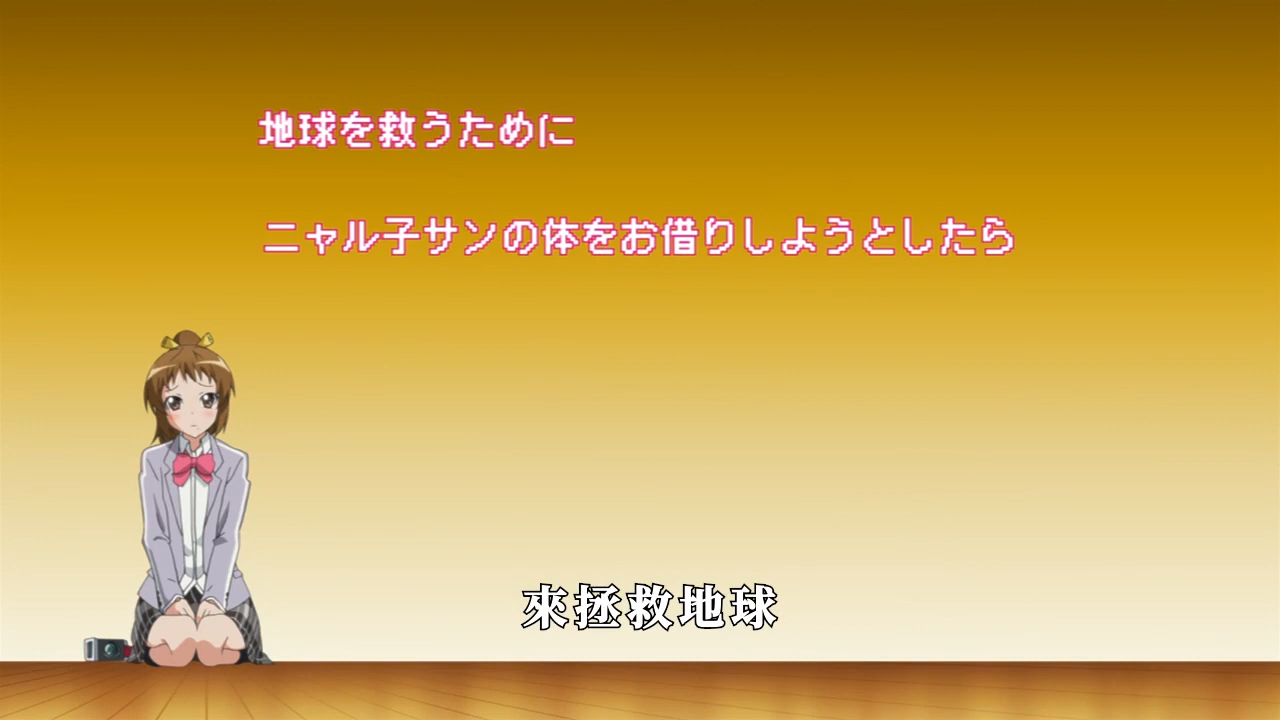 地球を救うために
ニャル子サンの体をお借りしようとしたら
來拯救地球